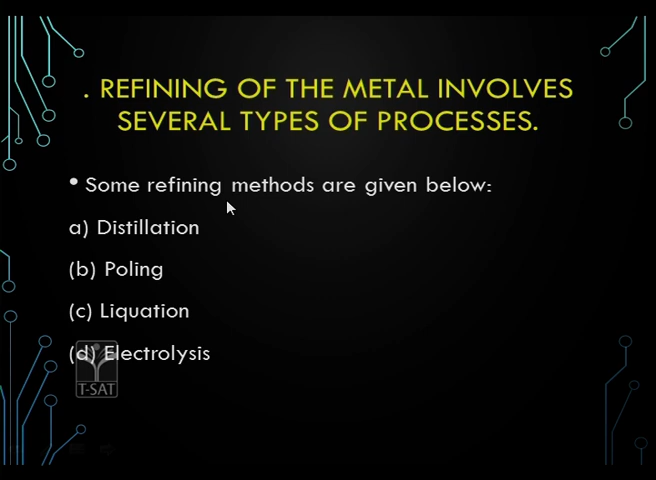 . REFINING OF THE METAL INVOLVES
SEVERAL TYPES OF PROCESSES.
• Some refining methods are given below:
a) Distillation
(b) Poling
(c) Liquation
(d) Electrolysis
T-SAT